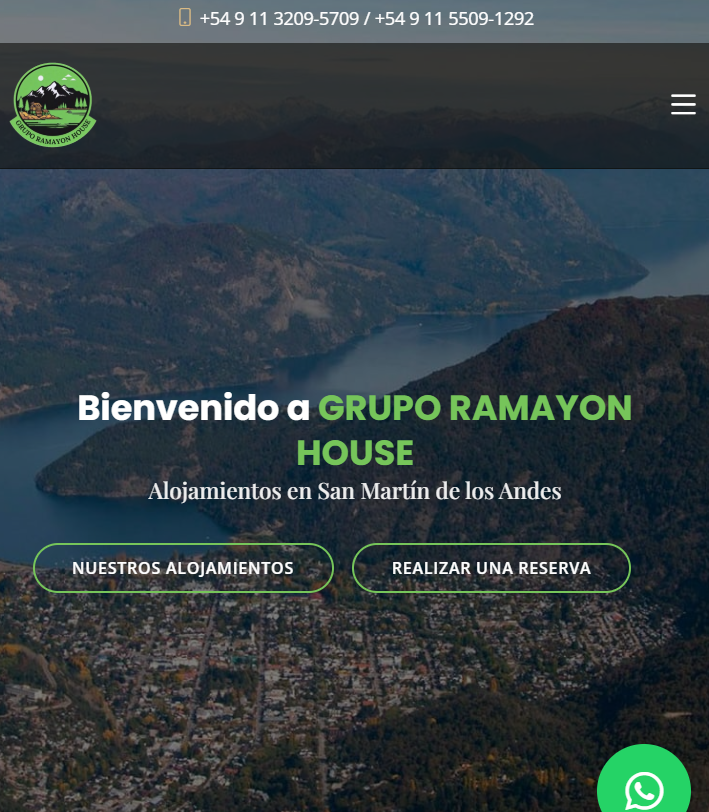 +54 9 11 3209-5709 / +54 9 11 5509-1292
GRUPO RAMAYON HOUSE
Bienvenido a GRUPO RAMAYON
HOUSE
Alojamientos en San Martín de los Andes
NUESTROS ALOJAMIENTOS
REALIZAR UNA RESERVA